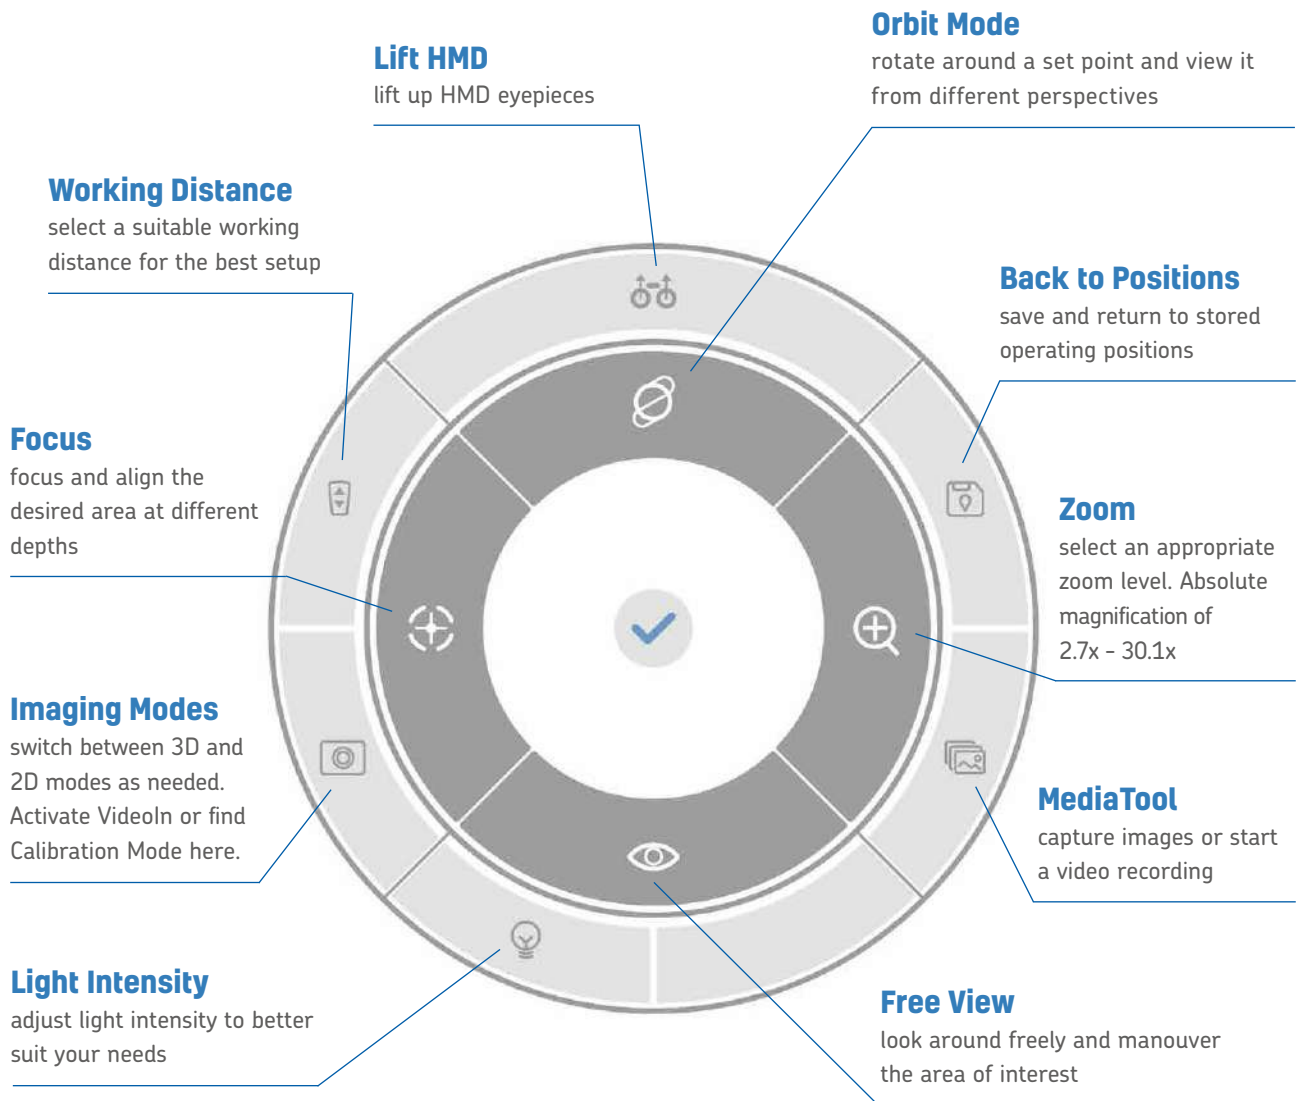 Orbit Mode
rotate around a set point and view it
from different perspectives
Lift HMD
lift up HMD eyepieces
Working Distance
select a suitable working
distance for the best setup
Back to Positions
save and return to stored
operating positions
Focus
focus and align the
desired area at different
depths
Zoom
select an appropriate
zoom level. Absolute
magnification of
2.7x – 30.1x
Imaging Modes
switch between 3D and
2D modes as needed.
Activate VideoIn or find
Calibration Mode here.
MediaTool
capture images or start
a video recording
Light Intensity
adjust light intensity to better
suit your needs
Free View
look around freely and manouver
the area of interest